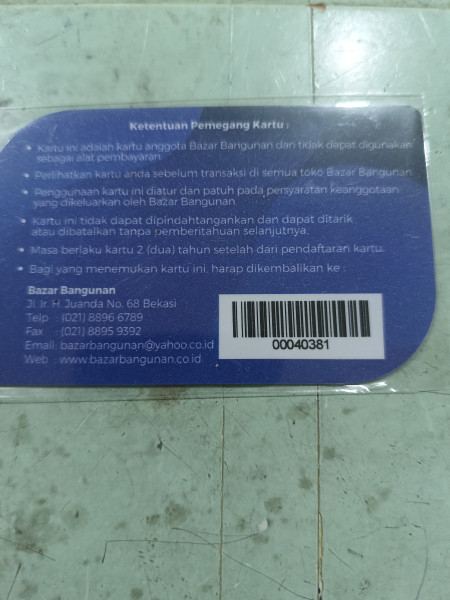 Ketentuan Pemegang Kartu :
• Kartu ini adalah kartu anggota Bazar Bangunan dan tidak dapat digunakan
sebagai alat pembayaran.
• Perlihatkan kartu anda sebelum transaksi di semua toko Bazar Bangunan.
• Penggunaan kartu ini diatur dan patuh pada persyaratan keanggotaan
yang dikeluarkan oleh Bazar Bangunan.
• Kartu ini tidak dapat dipindahtangankan dan dapat ditarik
atau dibatalkan tanpa pemberitahuan selanjutnya.
• Masa berlaku kartu 2 (dua) tahun setelah dari pendaftaran kartu.
• Bagi yang menemukan kartu ini, harap dikembalikan ke :
Bazar Bangunan
Jl. Ir. H. Juanda No. 68 Bekasi
Telp : (021) 8896 6789
Fax : (021) 8895 9392
Email: bazarbangunan@yahoo.co.id
Web : www.bazarbangunan.co.id
00040381